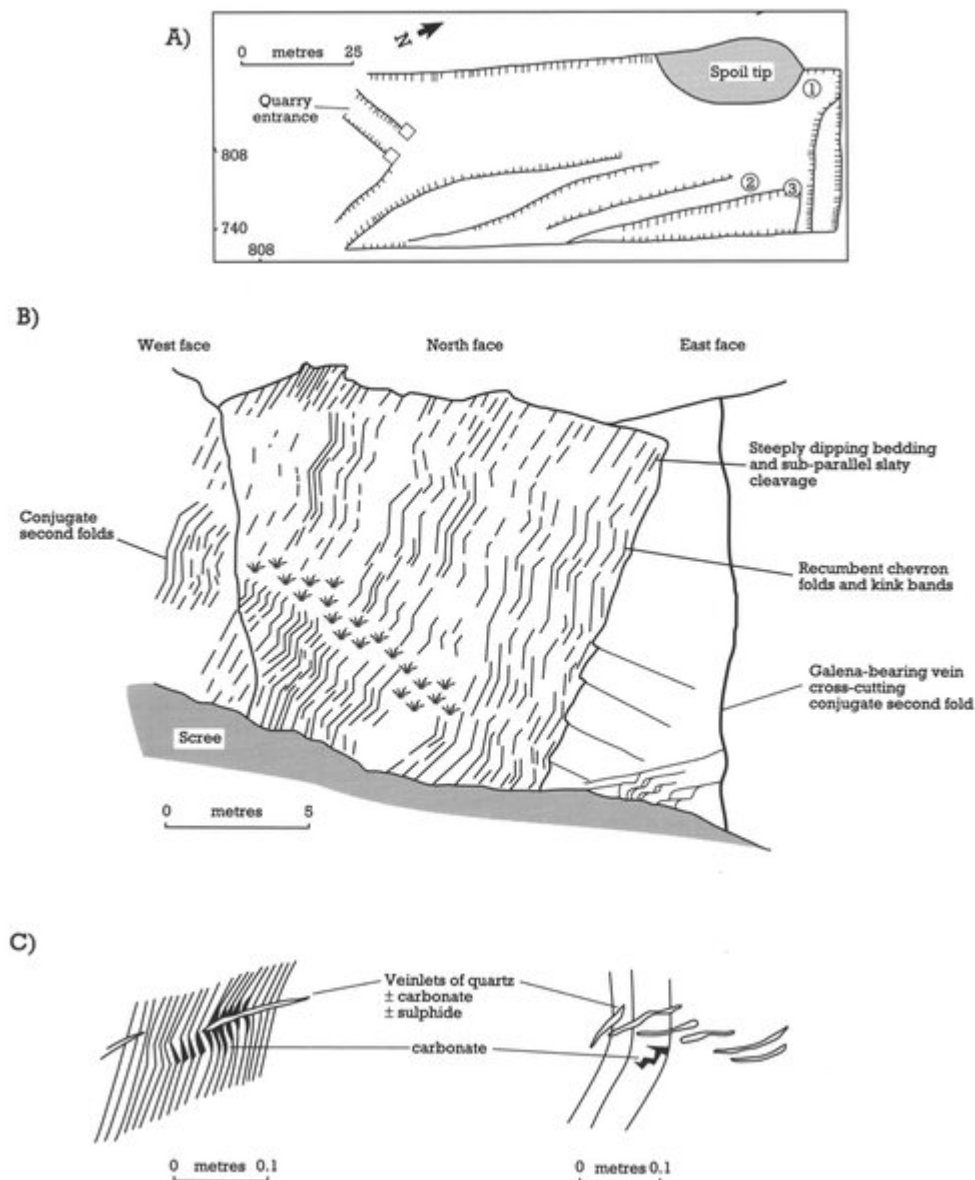 A)
N
0 metres 25
Spoil tip
1
Quarry
entrance
808
2
3
740
808
B)
West face
North face
East face
Steeply dipping bedding
and sub-parallel slaty
cleavage
Conjugate
second folds
Recumbent chevron
folds and kink bands
Galena-bearing vein
cross-cutting
conjugate second fold
Scree
0 metres 5
C)
Veinlets of quartz
± carbonate
± sulphide
carbonate
0 metres 0.1
0 metres 0.1